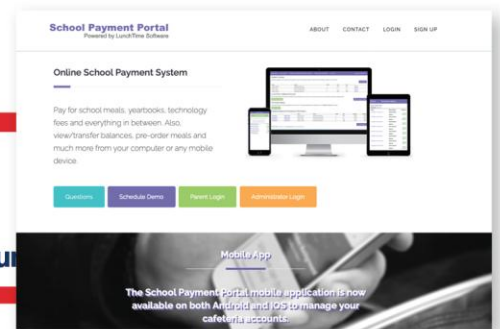 School Payment Portal
Powered by LunchTime Software
ABOUT CONTACT LOGIN SIGN UP
Online School Payment System
Pay for school meals, yearbooks, technology
fees and everything in between. Also,
view/transfer balances, pre-order meals and
much more from your computer or any mobile
device.
Questions Schedule Demo Parent Login Administrator Login
Mobile App
The School Payment Portal mobile application is now
available on both Android and IOS to manage your
cafeteria accounts.